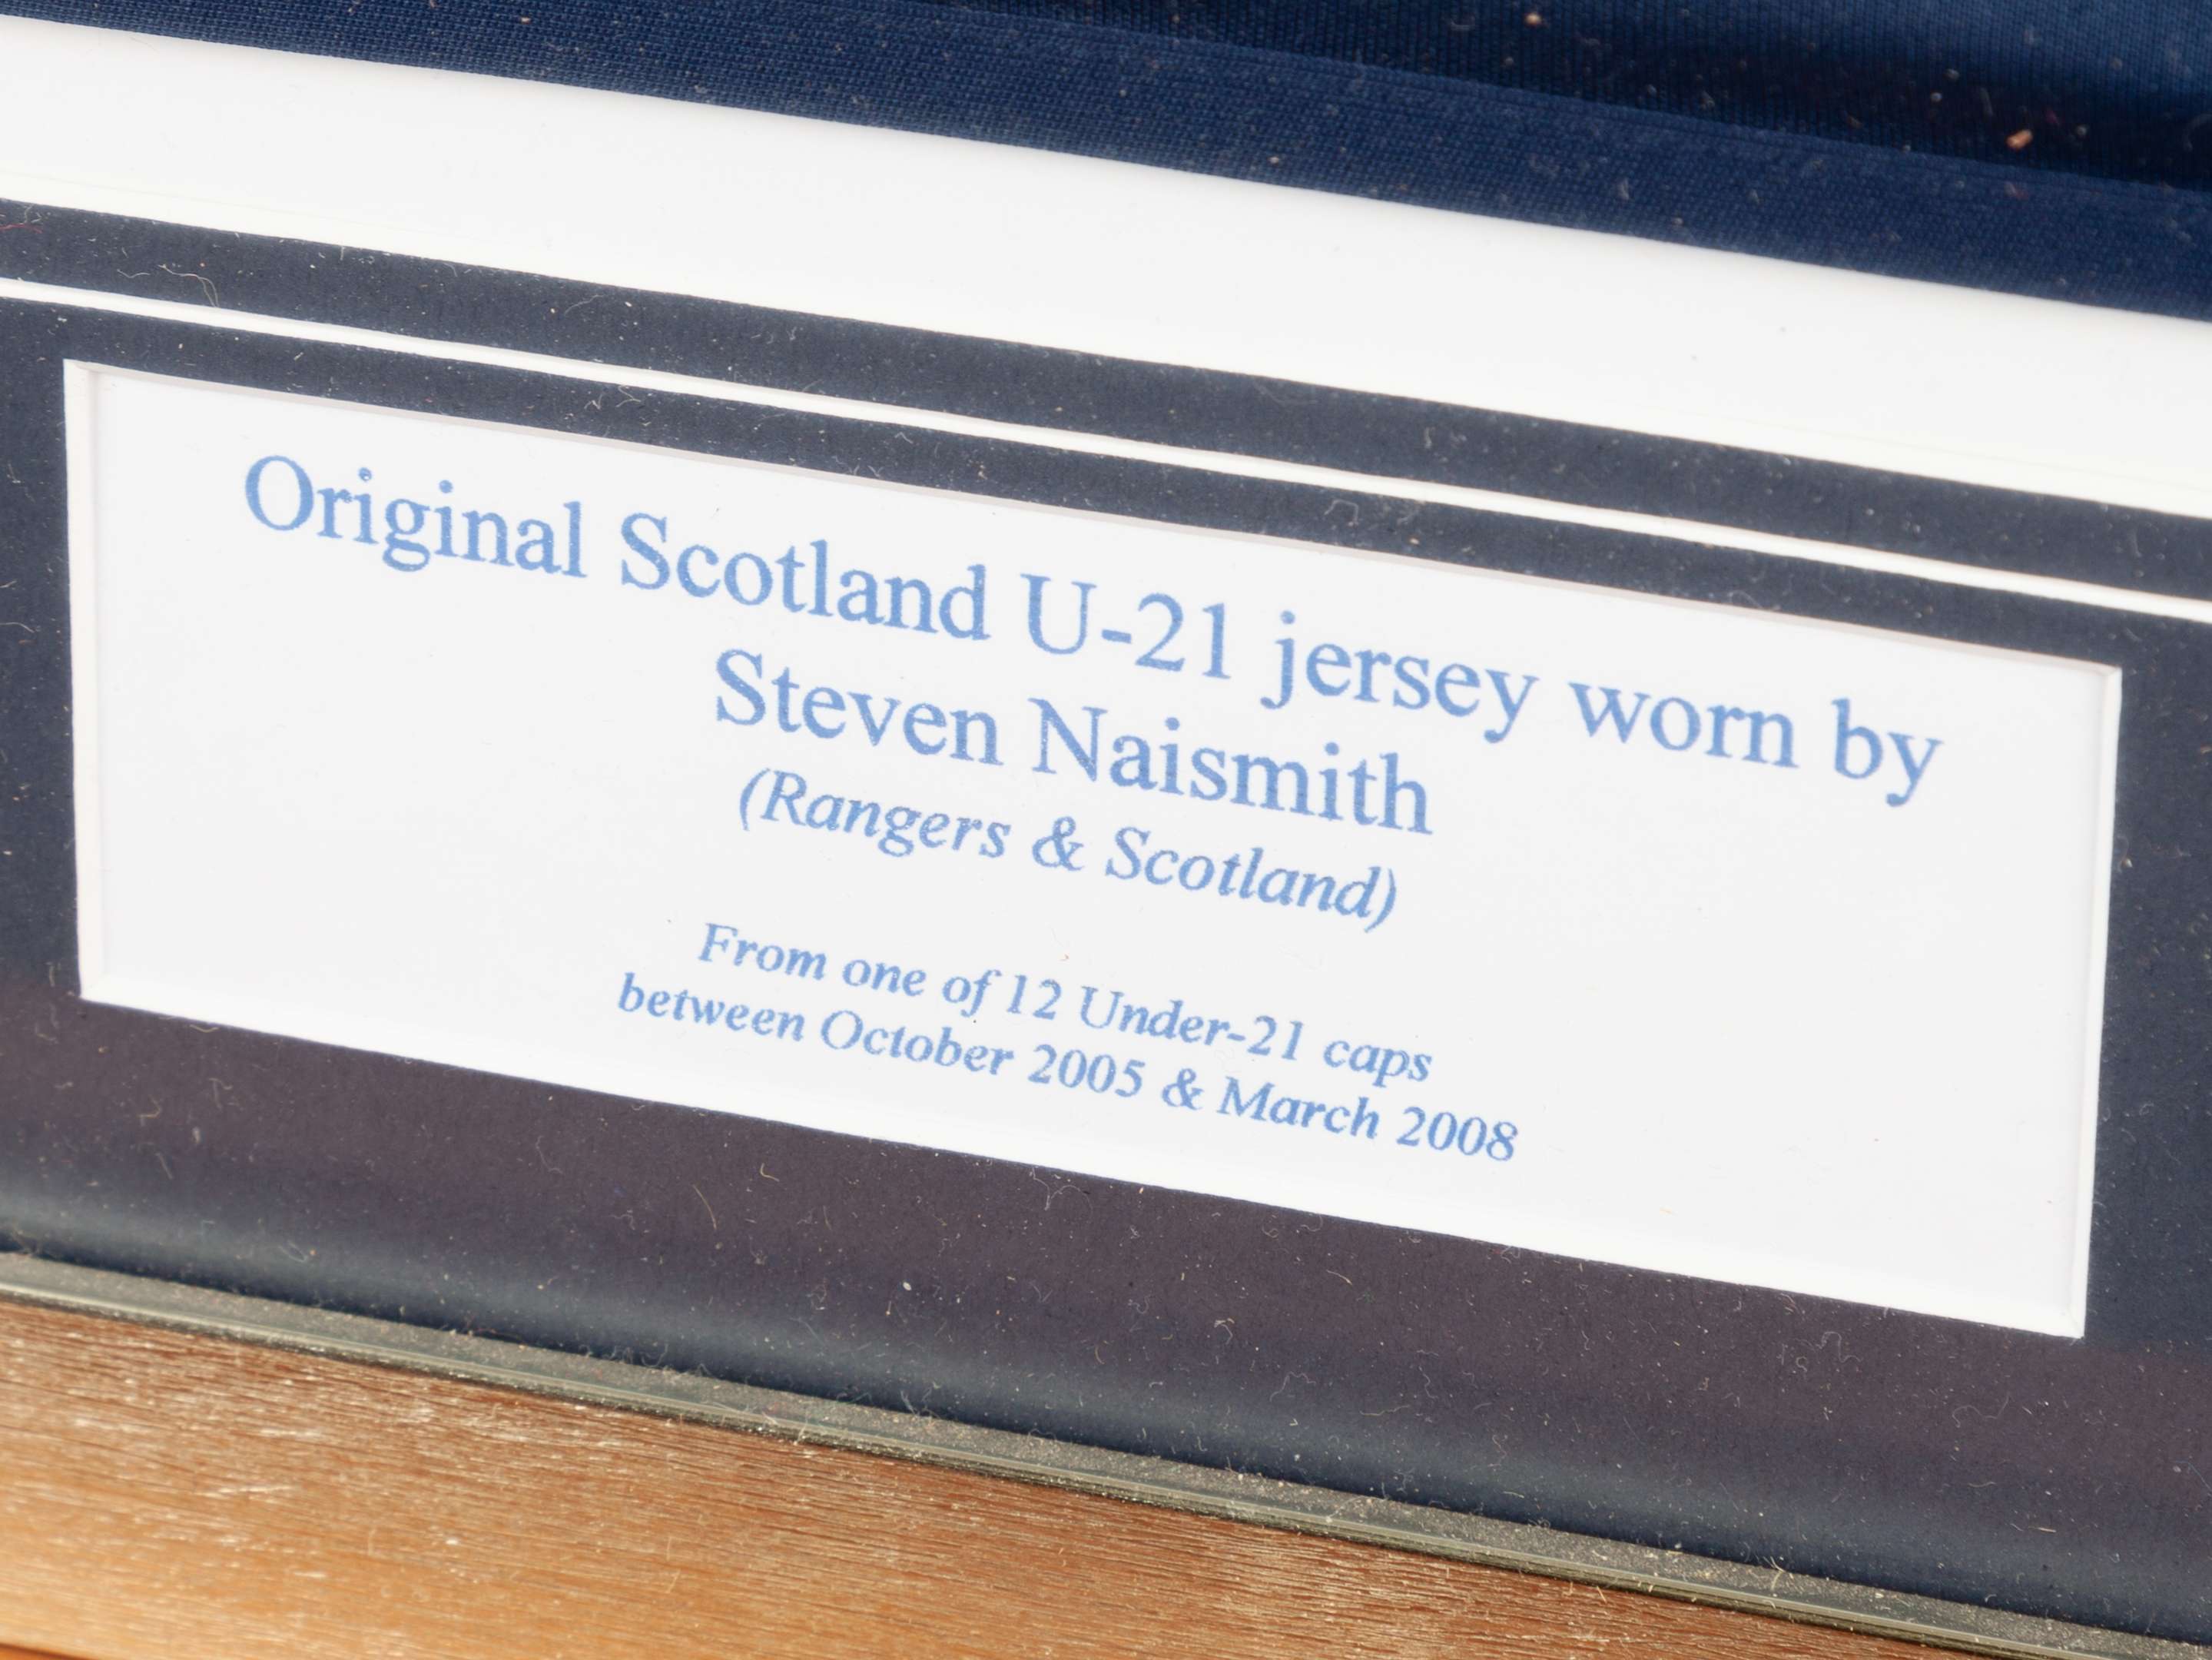 Original Scotland U-21 jersey worn by
Steven Naismith
(Rangers & Scotland)
From one of 12 Under-21 caps
between October 2005 & March 2008